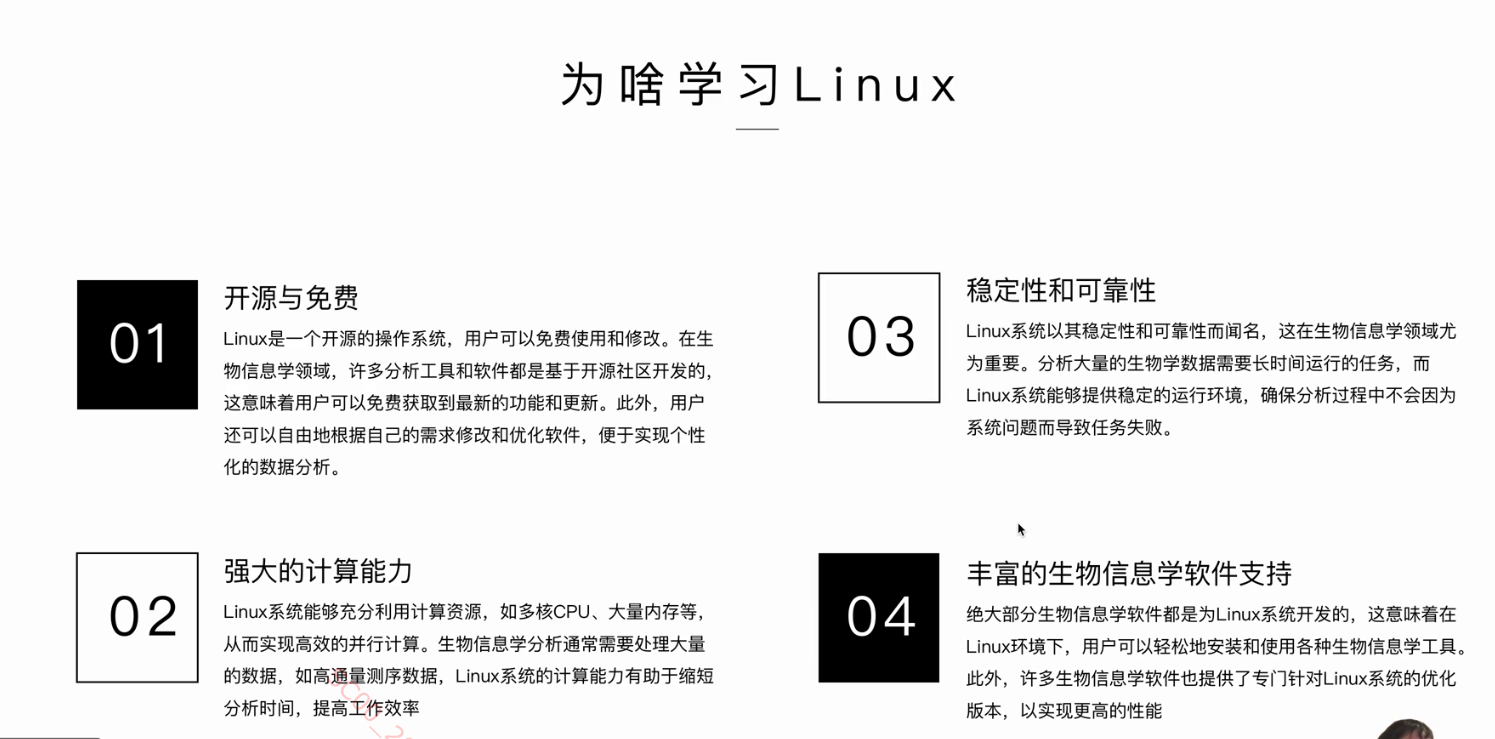 为啥学习Linux
01
开源与免费
Linux是一个开源的操作系统，用户可以免费使用和修改。在生
物信息学领域，许多分析工具和软件都是基于开源社区开发的，
这意味着用户可以免费获取到最新的功能和更新。此外，用户
还可以自由地根据自己的需求修改和优化软件，便于实现个性
化的数据分析。
02
强大的计算能力
Linux系统能够充分利用计算资源，如多核CPU、大量内存等，
从而实现高效的并行计算。生物信息学分析通常需要处理大量
的数据，如高通量测序数据，Linux系统的计算能力有助于缩短
分析时间，提高工作效率
03
稳定性和可靠性
Linux系统以其稳定性和可靠性而闻名，这在生物信息学领域尤
为重要。分析大量的生物学数据需要长时间运行的任务，而
Linux系统能够提供稳定的运行环境，确保分析过程中不会因为
系统问题而导致任务失败。
04
丰富的生物信息学软件支持
绝大部分生物信息学软件都是为Linux系统开发的，这意味着在
Linux环境下，用户可以轻松地安装和使用各种生物信息学工具。
此外，许多生物信息学软件也提供了专门针对Linux系统的优化
版本，以实现更高的性能